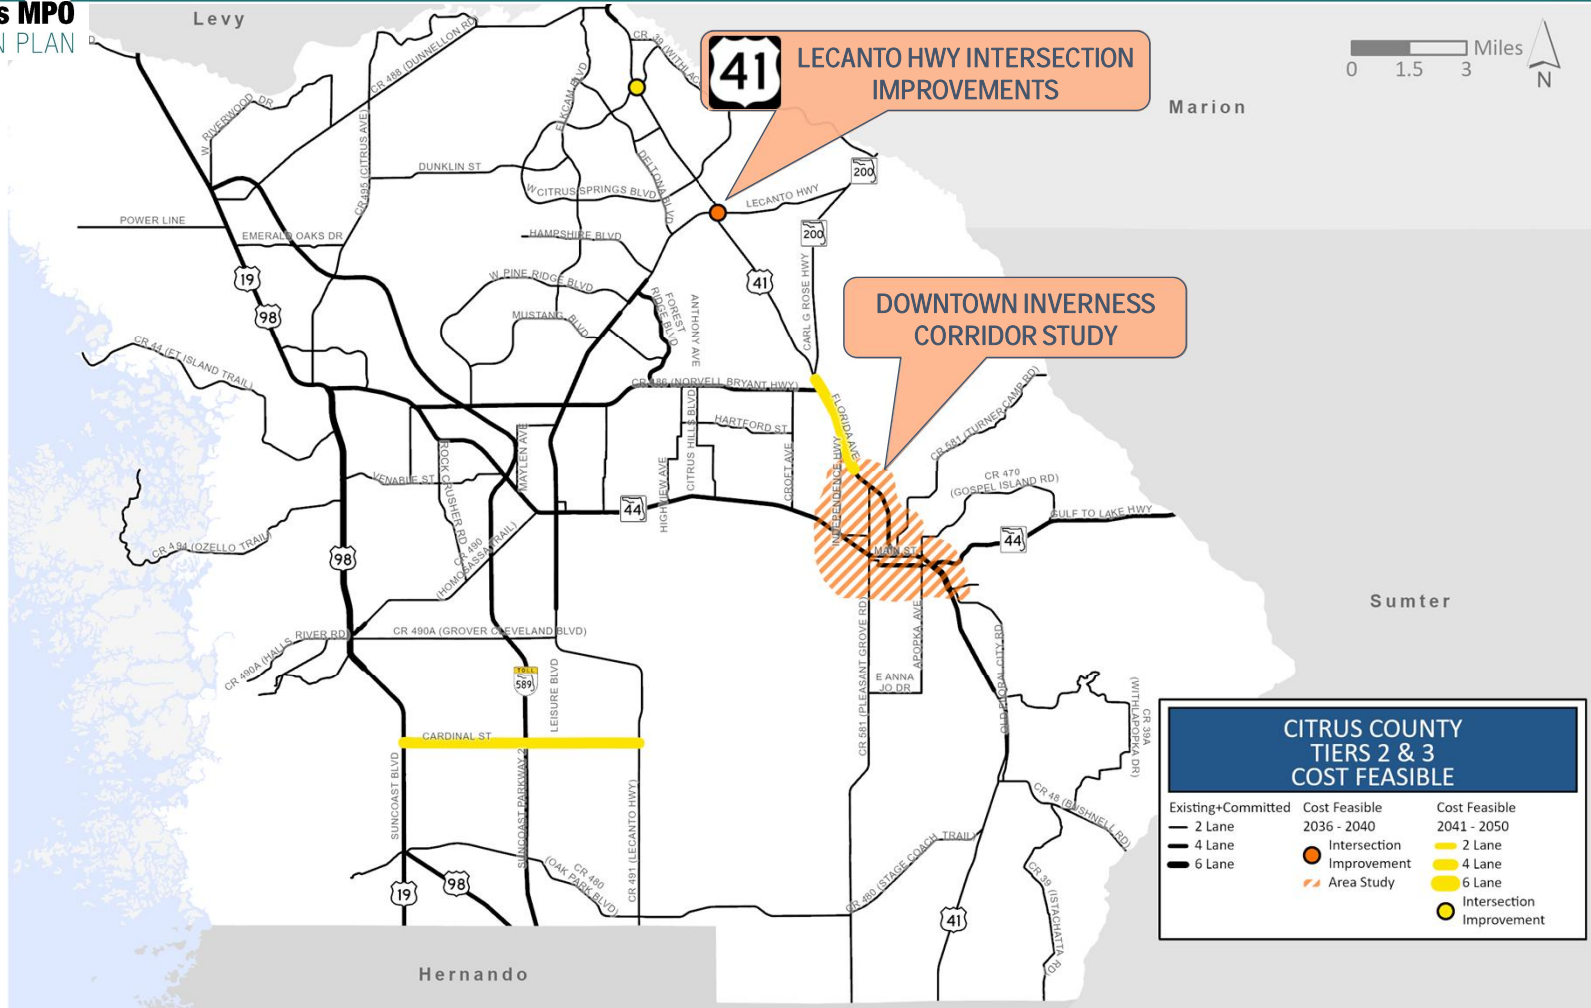 s MPO
N PLAN
Levy
Marion
Sumter
Hernando
Miles
0 1.5 3
N
41
LECANTO HWY INTERSECTION
IMPROVEMENTS
DOWNTOWN INVERNESS
CORRIDOR STUDY
CR 488 (DUNNELLON RD)
W RIVERWOOD DR
CR 495 (CITRUS AVE)
ELKCAM BLVD
DUNKLIN ST
W CITRUS SPRINGS BLVD
DELTONA BLVD
LECANTO HWY
200
200
POWER LINE
EMERALD OAKS DR
HAMPSHIRE BLVD
19
98
W PINE RIDGE BLVD
41
CARL G ROSE HWY
MUSTANG BLVD
FOREST
RIDGE BLVD
ANTHONY AVE
CR 44 (FT ISLAND TRAIL)
CR 486 (NORVELL BRYANT HWY)
FLORIDA AVE
HARTFORD ST
CITRUS HILLS BLVD
CROFT AVE
INDEPENDENCE HWY
CR 581 (TURNER CAMP RD)
CR 470
(GOSPEL ISLAND RD)
GULF TO LAKE HWY
44
44
MAYLEN AVE
ROCK CRUSHER RD
VENABLE ST
HIGHVIEW AVE
CR 494 (OZELLO TRAIL)
98
CR 490
(HOMOSASSA TRAIL)
MAIN ST
CR 490A (HALLS
RIVER RD)
CR 490A (GROVER CLEVELAND BLVD)
TOLL
589
LEISURE BLVD
CR 581 (PLEASANT GROVE RD)
APOPKA AVE
E ANNA
JO DR
OLD FLORAL CITY RD
CR 39A
(WITHLAPOPKA DR)
CARDINAL ST
SUNCOAST BLVD
SUNCOAST PARKWAY 2
CR 491 (LECANTO HWY)
CR 48 (BUSHNELL RD)
CR 480
(OAK PARK BLVD)
CR 480 (STAGE COACH TRAIL)
CR 39 (ISTACHATTA RD)
19
98
41
CITRUS COUNTY
TIERS 2 & 3
COST FEASIBLE
Existing+Committed
2 Lane
4 Lane
6 Lane
Cost Feasible
2036 - 2040
Intersection
Improvement
Area Study
Cost Feasible
2041 - 2050
2 Lane
4 Lane
6 Lane
Intersection
Improvement